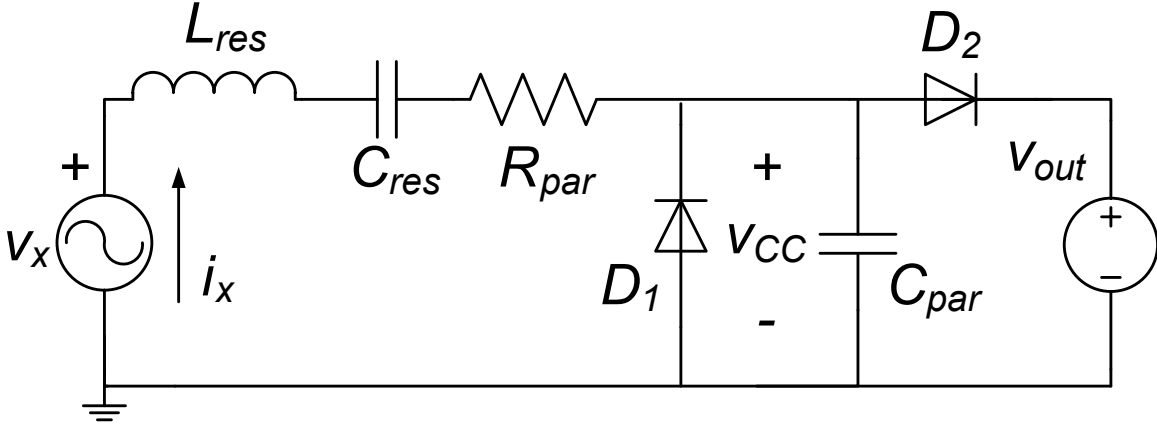 L_res
D_2
+
C_res
R_par
+
v_out
v_x
i_x
D_1
v_CC
C_par
+
−
-